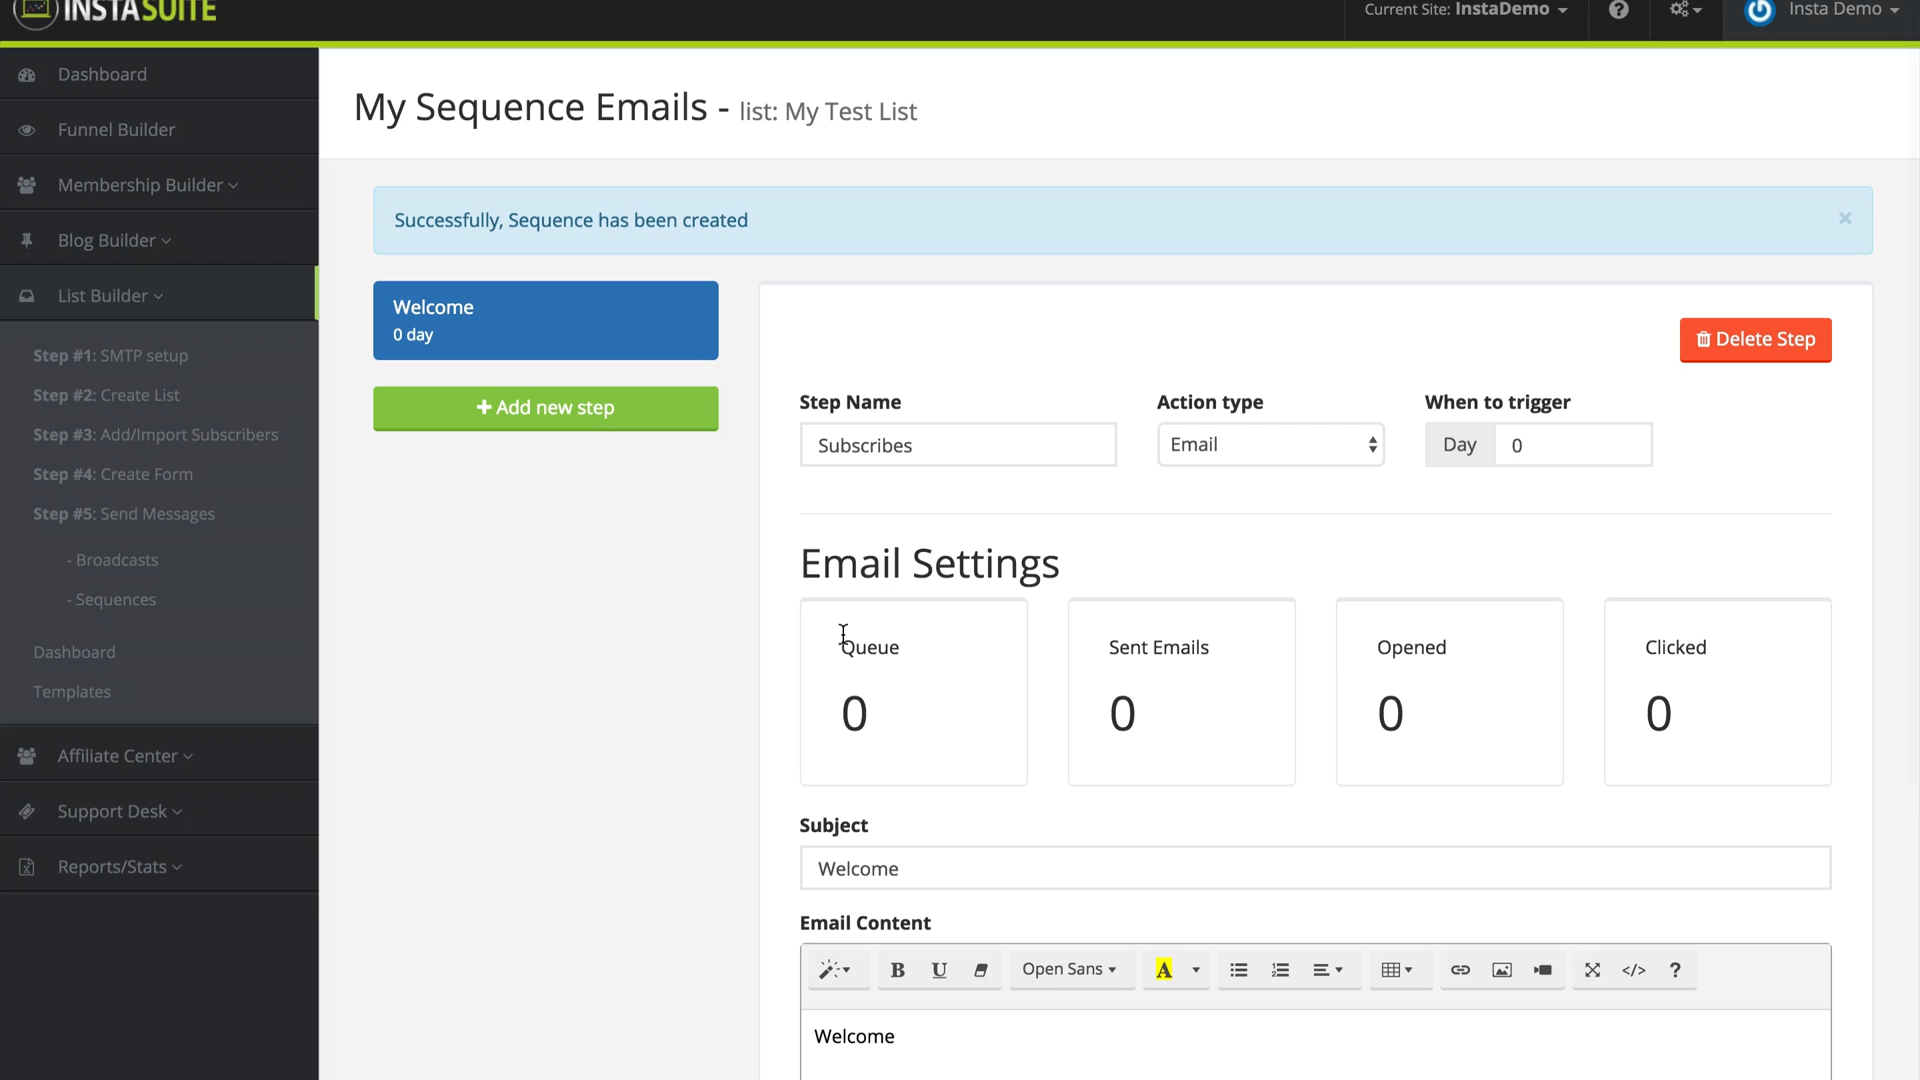 INSTASUITE
Current Site: InstaDemo
Insta Demo
Dashboard
Funnel Builder
Membership Builder
Blog Builder
List Builder
Step #1: SMTP setup
Step #2: Create List
Step #3: Add/Import Subscribers
Step #4: Create Form
Step #5: Send Messages
- Broadcasts
- Sequences
Dashboard
Templates
Affiliate Center
Support Desk
Reports/Stats
My Sequence Emails - list: My Test List
Successfully, Sequence has been created
×
Welcome
0 day
+ Add new step
Delete Step
Step Name
Subscribes
Action type
Email
When to trigger
Day 0
Email Settings
Queue
0
Sent Emails
0
Opened
0
Clicked
0
Subject
Welcome
Email Content
B U Open Sans A </> ?
Welcome